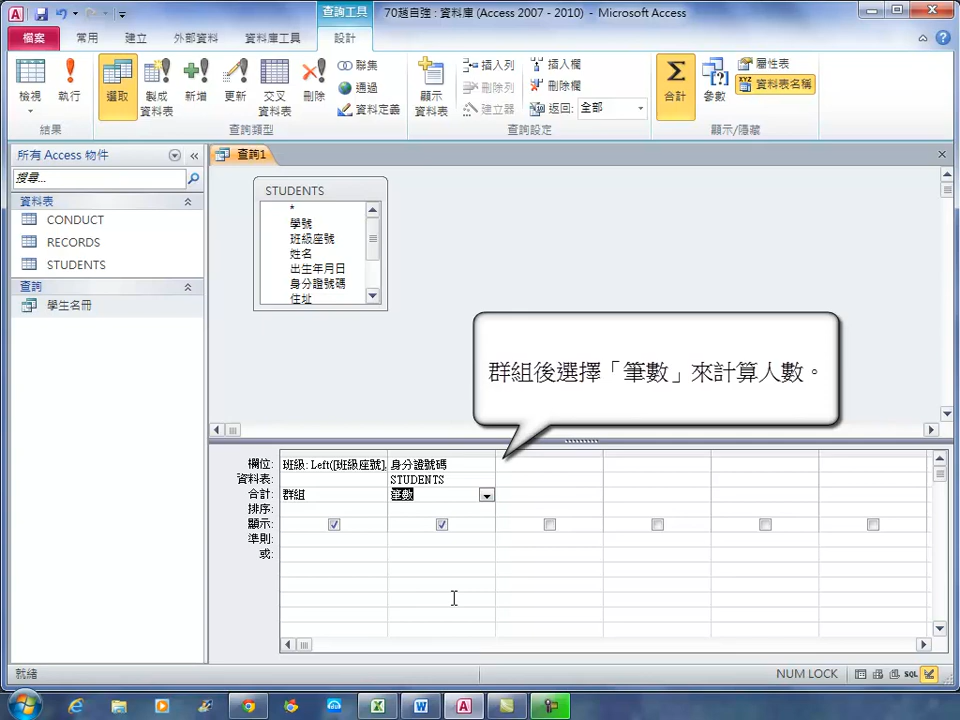 查詢工具
70趙自強 : 資料庫 (Access 2007 - 2010) - Microsoft Access
檔案 常用 建立 外部資料 資料庫工具 設計
檢視 執行 選取 製成資料表 新增 更新 交叉資料表 刪除
聯集
通過
資料定義
顯示資料表
插入列
刪除列
建立器
插入欄
刪除欄
返回: 全部
合計 參數
屬性表
資料表名稱
結果 查詢類型 查詢設定 顯示/隱藏
所有 Access 物件
搜尋...
資料表
CONDUCT
RECORDS
STUDENTS
查詢
學生名冊
查詢1
STUDENTS
*
學號
班級座號
姓名
出生年月日
身分證號碼
住址
群組後選擇「筆數」來計算人數。
欄位: 班級: Left([班級座號], 身分證號碼
資料表: STUDENTS
合計: 群組 筆數
排序:
顯示:
準則:
或:
就緒 NUM LOCK SQL